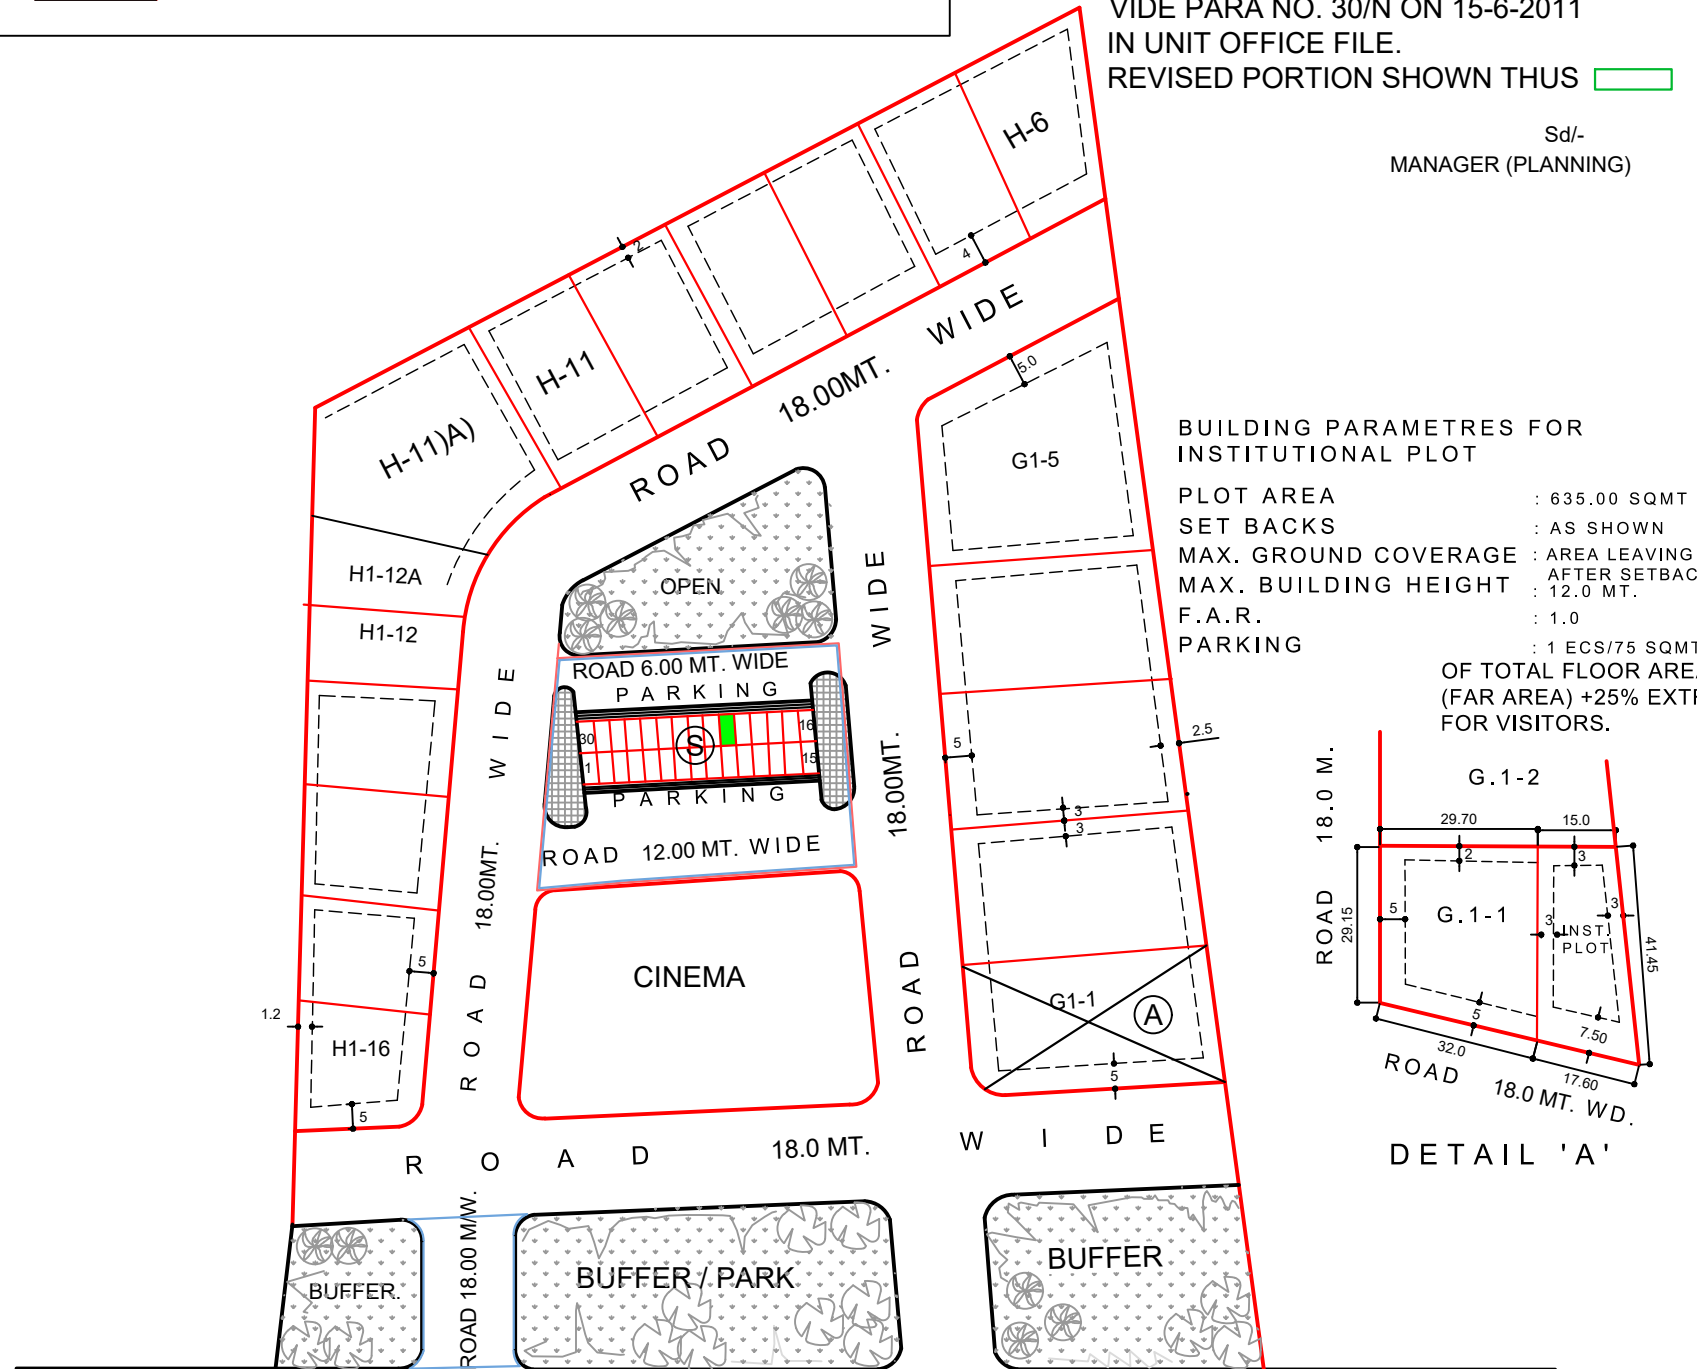 VIDE PARA NO. 30/N ON 15-6-2011
IN UNIT OFFICE FILE.
REVISED PORTION SHOWN THUS
Sd/-
MANAGER (PLANNING)
H-6
2
4
H-11
H-11)A)
ROAD 18.00MT. WIDE
5.0
G1-5
H1-12A
H1-12
OPEN
BUILDING PARAMETRES FOR
INSTITUTIONAL PLOT
PLOT AREA : 635.00 SQMT
SET BACKS : AS SHOWN
MAX. GROUND COVERAGE : AREA LEAVING
AFTER SETBAC
MAX. BUILDING HEIGHT : 12.0 MT.
F.A.R. : 1.0
PARKING : 1 ECS/75 SQMT
OF TOTAL FLOOR AREA
(FAR AREA) +25% EXTR
FOR VISITORS.
ROAD 6.00 MT. WIDE
PARKING
30
16
S
1
15
PARKING
ROAD 12.00 MT. WIDE
ROAD 18.00MT. WIDE
ROAD 18.00MT. WIDE
5
2.5
3
3
CINEMA
G1-1
A
5
5
1.2
H1-16
5
G.1-2
ROAD 18.0 M.
29.70
15.0
2
3
29.15
5
G.1-1
3
INST.
PLOT
3
41.45
5
7.50
32.0
17.60
ROAD 18.0 MT. WD.
DETAIL 'A'
ROAD 18.0 MT. WIDE
ROAD 18.00 M/W.
BUFFER.
BUFFER / PARK
BUFFER